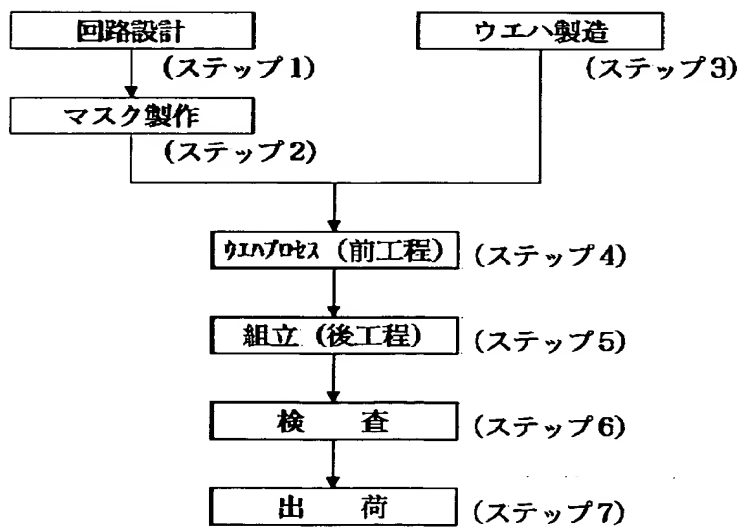 回路設計
(ステップ1)
マスク製作
(ステップ2)
ウエハ製造
(ステップ3)
ウエハプロセス (前工程)
(ステップ4)
組立 (後工程)
(ステップ5)
検 査
(ステップ6)
出 荷
(ステップ7)